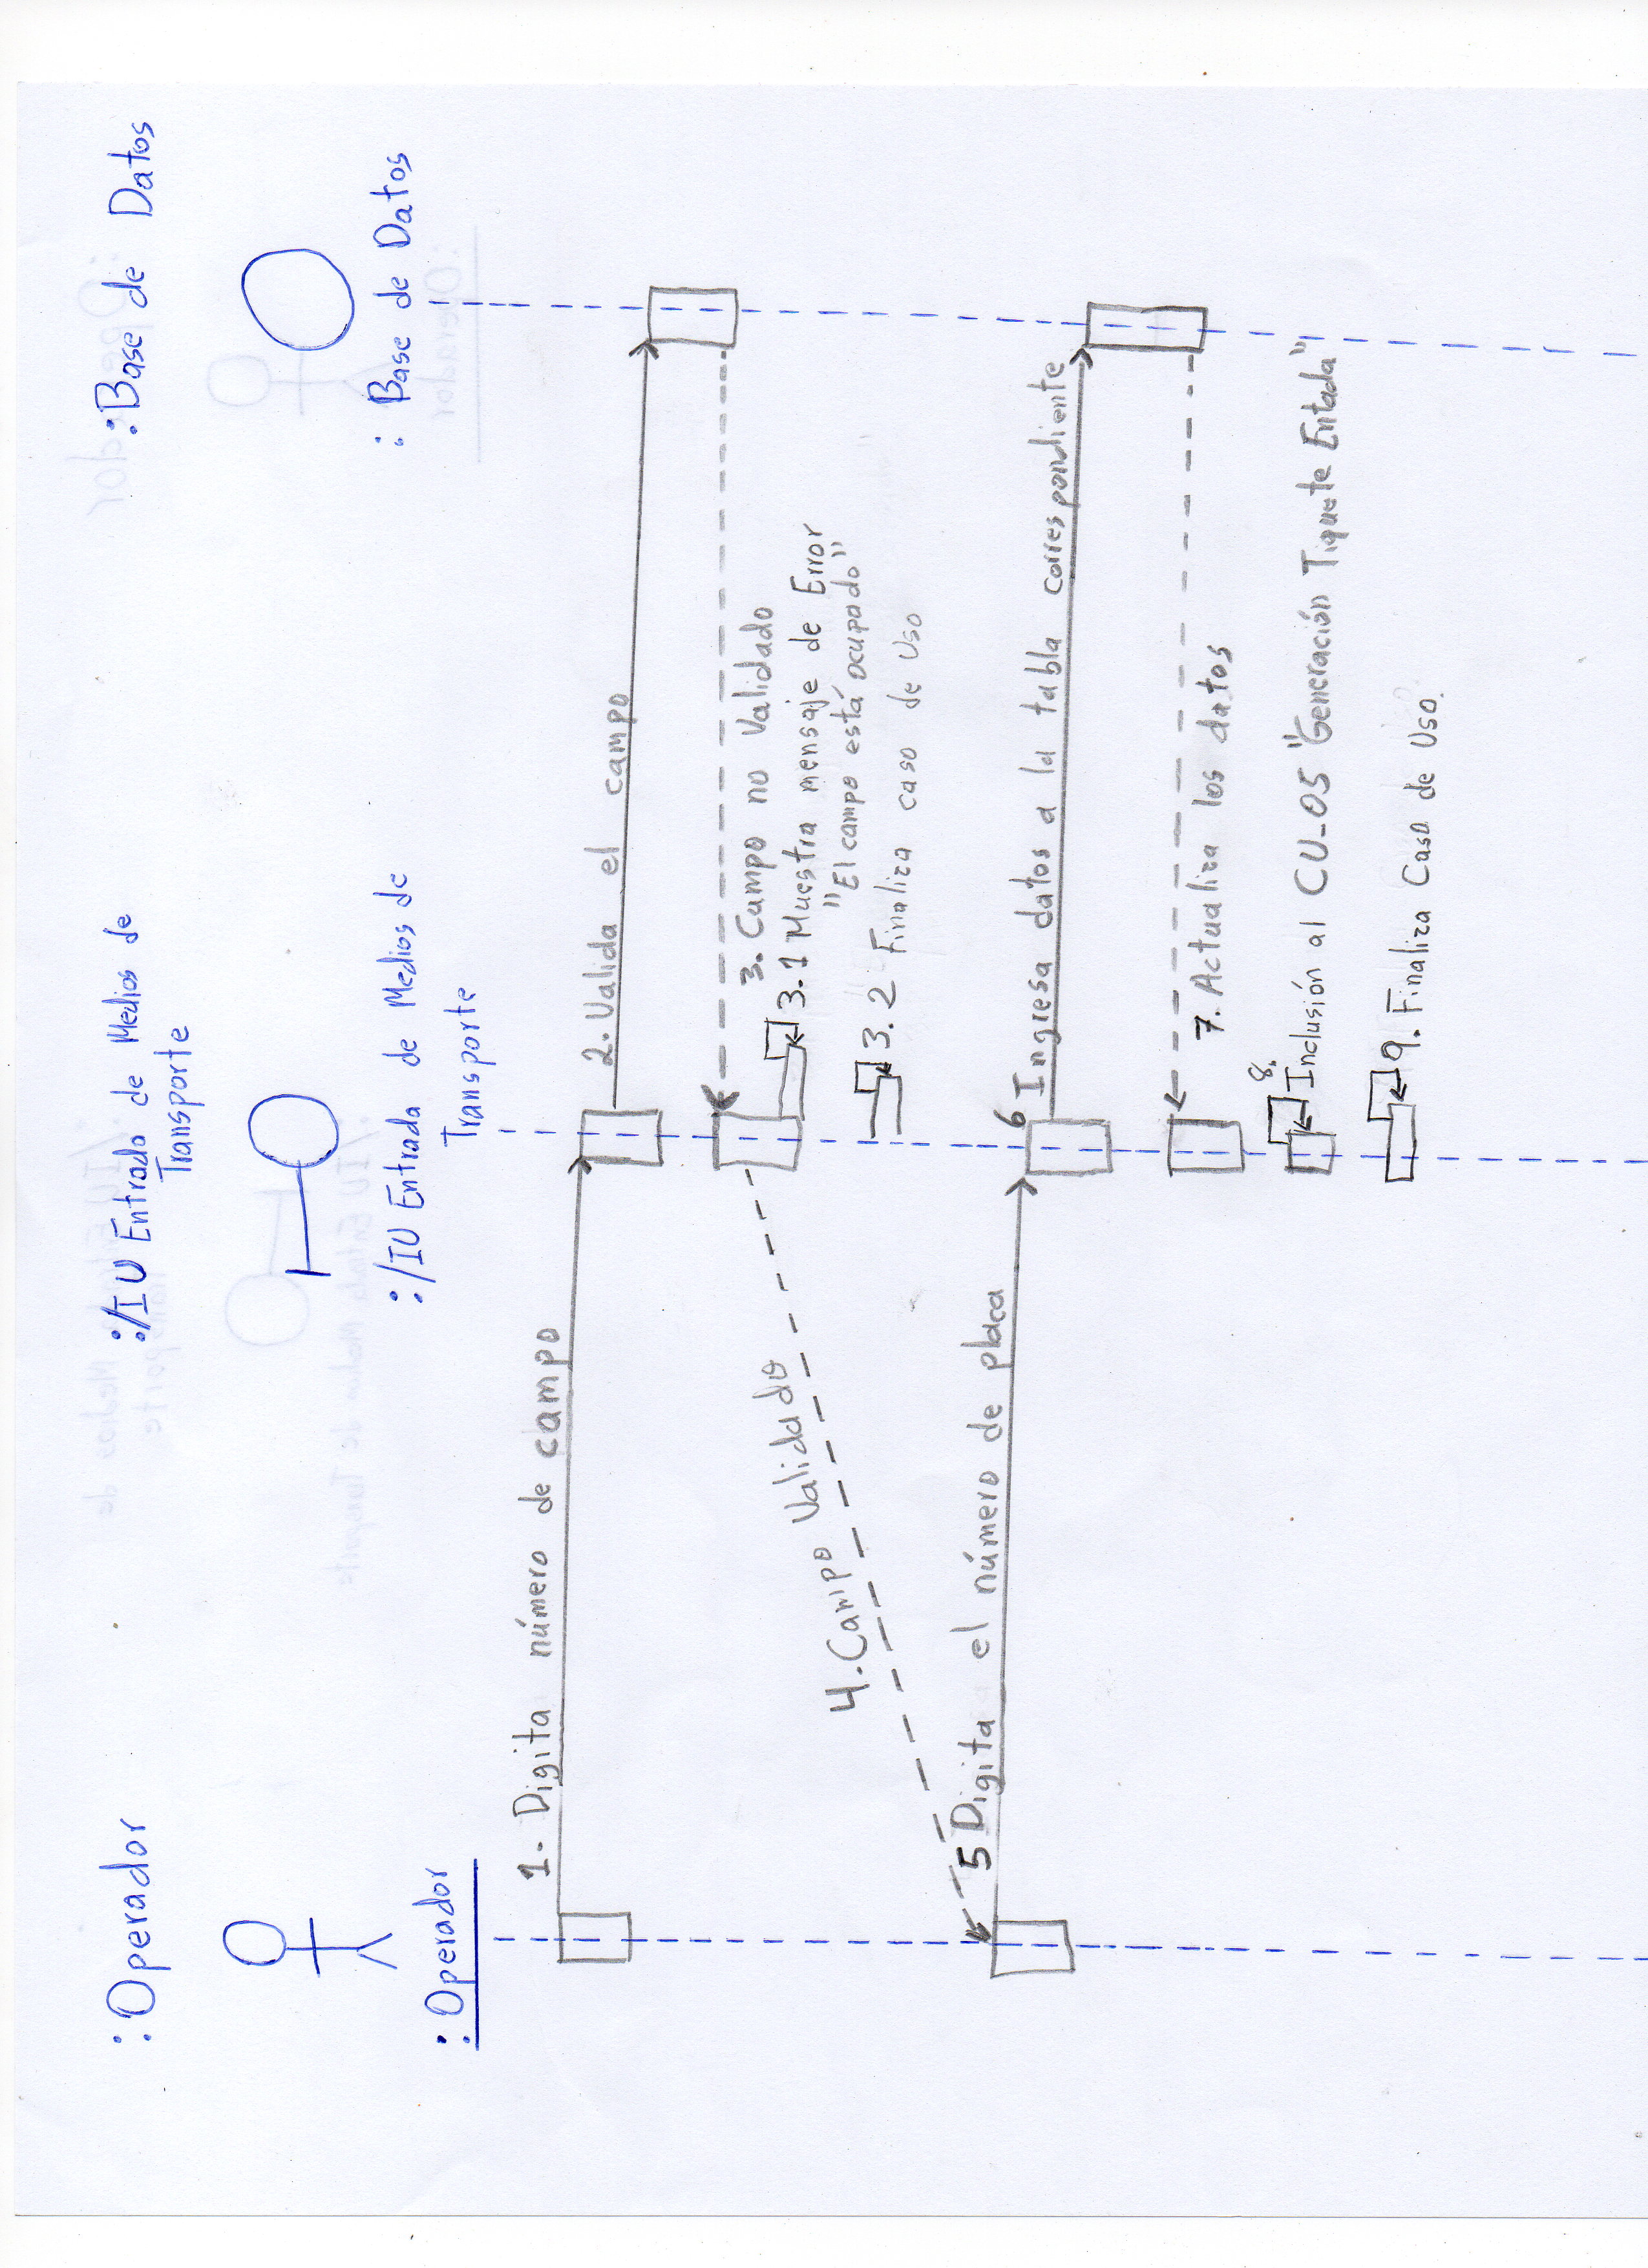 :Operador
:/IU Entrada de Medios de
Transporte
:Base de Datos
:Operador
:/IU Entrada de Medios de
Transporte
: Base de Datos
1. Digita número de campo
2. Valida el campo
3. Campo no Validado
3.1 Muestra mensaje de Error
"El campo está ocupado"
4. Campo Validado
3.2 Finaliza caso de Uso
5 Digita el número de placa
6 Ingresa datos a la tabla correspondiente
7. Actualiza los datos
8.
Inclusión al CU-05 "Generación Tiquete Entada"
9. Finaliza Caso de Uso.